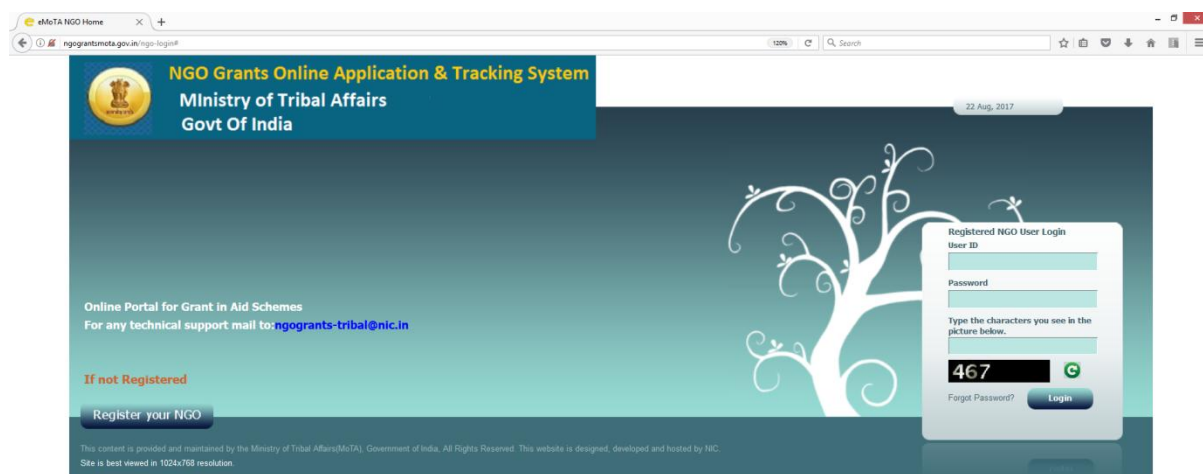 eMoTA NGO Home
ngograntsmota.gov.in/ngo-login#
120%
Search
NGO Grants Online Application & Tracking System
MInistry of Tribal Affairs
Govt Of India
22 Aug, 2017
Registered NGO User Login
User ID
Password
Type the characters you see in the
picture below.
467
Forgot Password?
Login
Online Portal for Grant in Aid Schemes
For any technical support mail to:ngogrants-tribal@nic.in
If not Registered
Register your NGO
This content is provided and maintained by the Ministry of Tribal Affairs(MoTA), Government of India, All Rights Reserved. This website is designed, developed and hosted by NIC.
Site is best viewed in 1024x768 resolution.